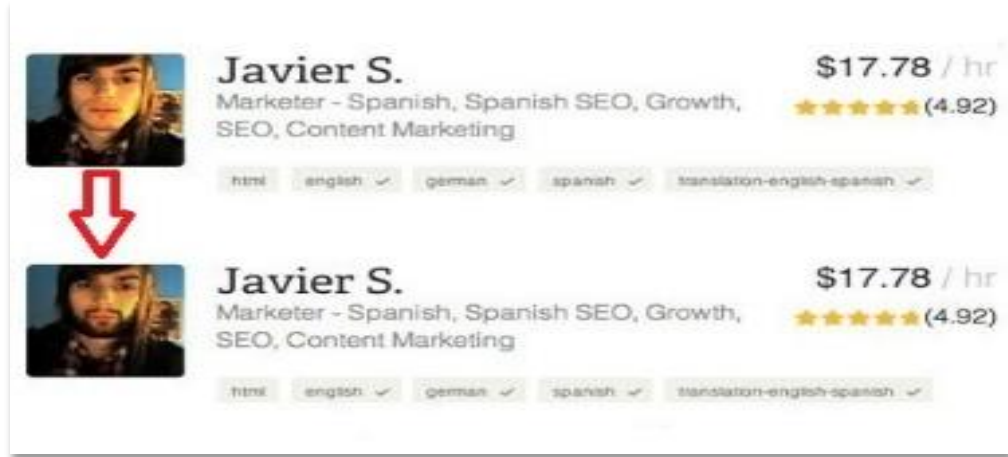 Javier S.
$17.78 / hr
Marketer - Spanish, Spanish SEO, Growth,
(4.92)
SEO, Content Marketing
html english german spanish translation-english-spanish
Javier S.
$17.78 / hr
Marketer - Spanish, Spanish SEO, Growth,
(4.92)
SEO, Content Marketing
html english german spanish translation-english-spanish